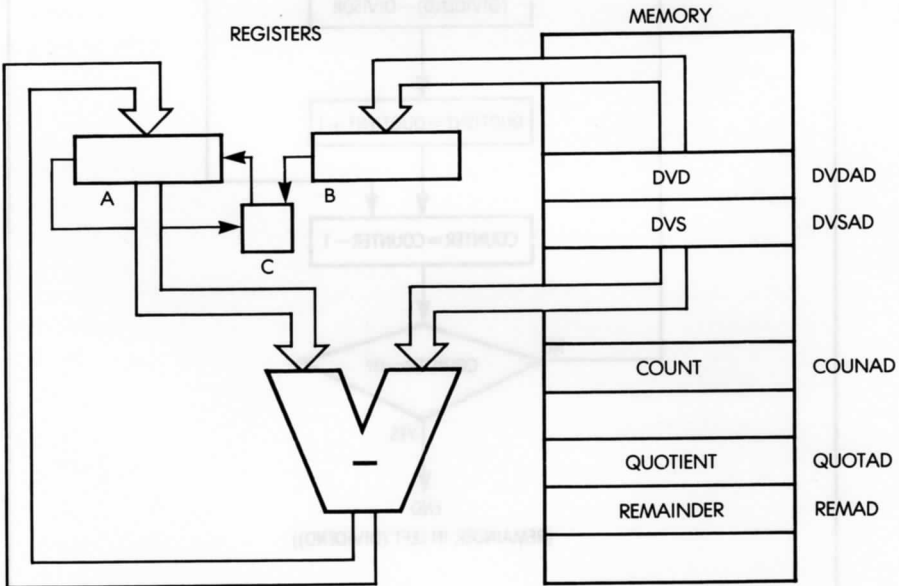 MEMORY
REGISTERS
DVD DVDAD
A B
DVS DVSAD
C
COUNT COUNAD
−
QUOTIENT QUOTAD
REMAINDER REMAD